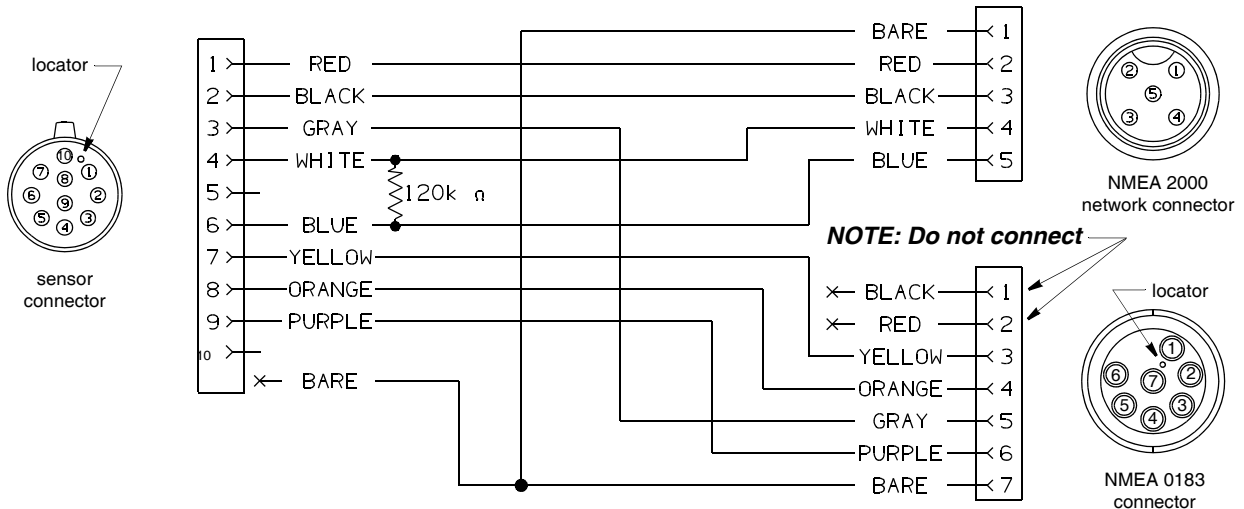 locator
10
7
8
1
6
9
2
5
4
3
sensor
connector
1 RED
2 BLACK
3 GRAY
4 WHITE
5
120k Ω
6 BLUE
7 YELLOW
8 ORANGE
9 PURPLE
10
BARE
BARE 1
RED 2
BLACK 3
WHITE 4
BLUE 5
2
1
5
3
4
NMEA 2000
network connector
NOTE: Do not connect
BLACK 1
RED 2
YELLOW 3
ORANGE 4
GRAY 5
PURPLE 6
BARE 7
locator
1
6
7
2
5
4
3
NMEA 0183
connector